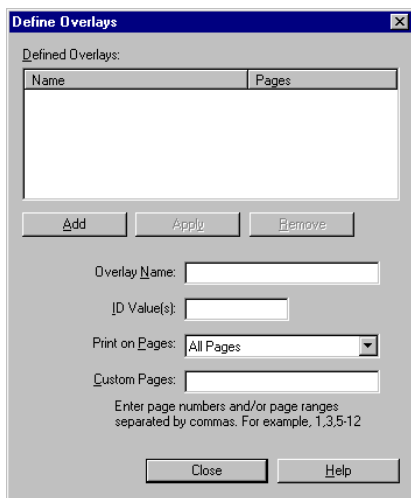 Define Overlays
Defined Overlays:
Name Pages
Add Apply Remove
Overlay Name:
ID Value(s):
Print on Pages: All Pages
Custom Pages:
Enter page numbers and/or page ranges
separated by commas. For example, 1,3,5-12
Close Help